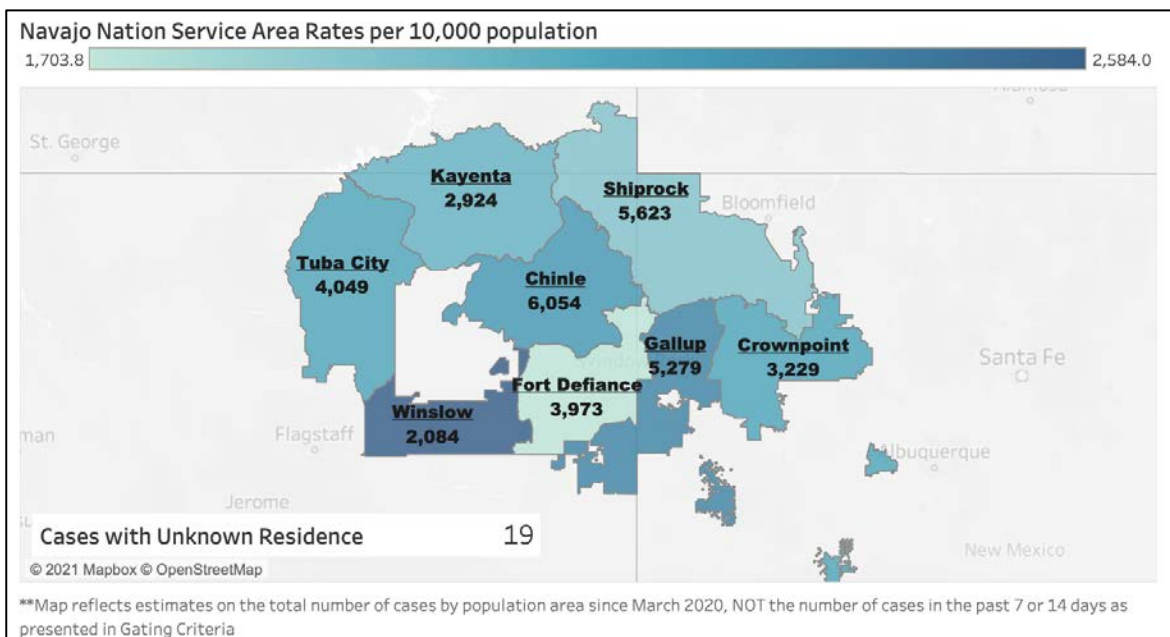 Navajo Nation Service Area Rates per 10,000 population
1,703.8
2,584.0
St. George
Kayenta
2,924
Shiprock
5,623
Bloomfield
Tuba City
4,049
Chinle
6,054
Gallup
5,279
Crownpoint
3,229
Santa Fe
Fort Defiance
3,973
Winslow
2,084
Flagstaff
man
Albuquerque
Jerome
Cases with Unknown Residence 19
New Mexico
© 2021 Mapbox © OpenStreetMap
**Map reflects estimates on the total number of cases by population area since March 2020, NOT the number of cases in the past 7 or 14 days as
presented in Gating Criteria